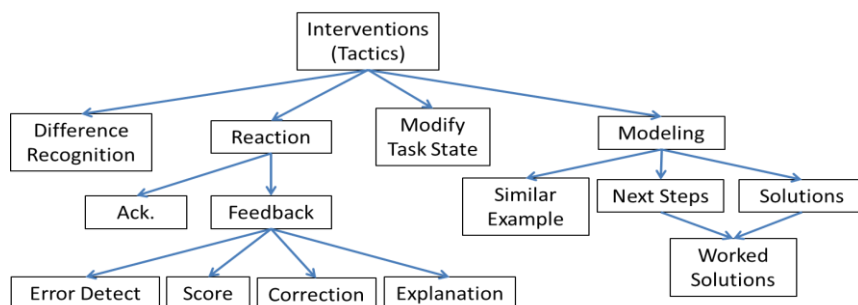 Interventions
(Tactics)
Difference
Recognition
Reaction
Modify
Task State
Modeling
Ack.
Feedback
Similar
Example
Next Steps
Solutions
Worked
Solutions
Error Detect
Score
Correction
Explanation